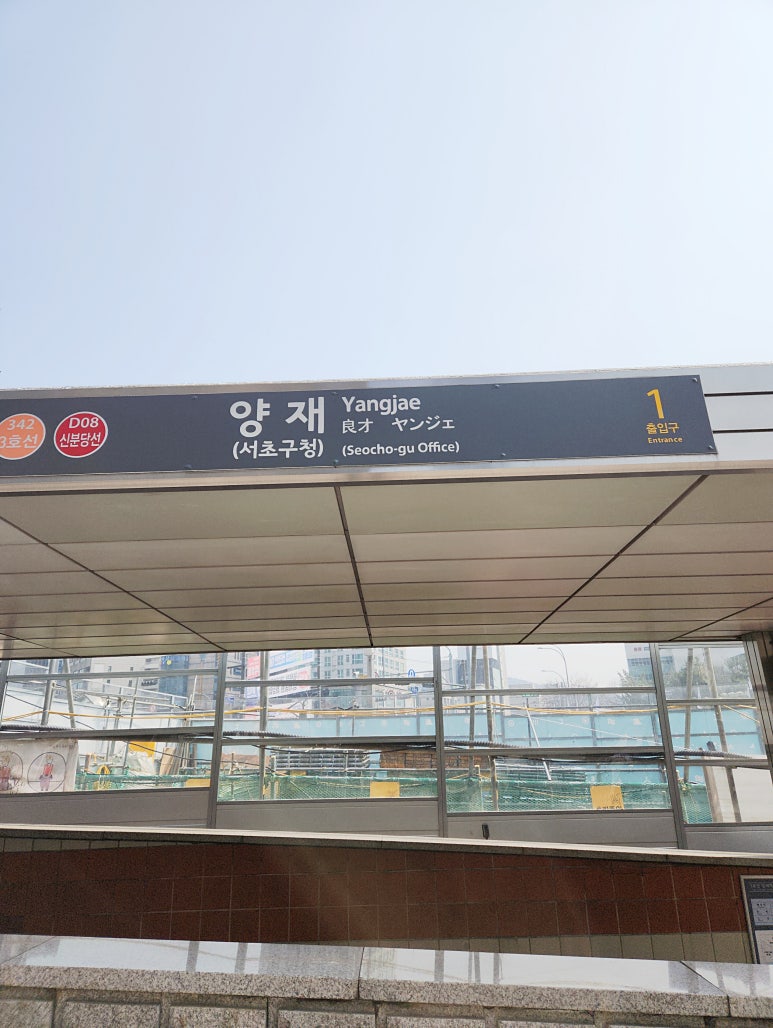 342
3호선
D08
신분당선
양재
(서초구청)
Yangjae
良才 ヤンジェ
(Seocho-gu Office)
1
출입구
Entrance